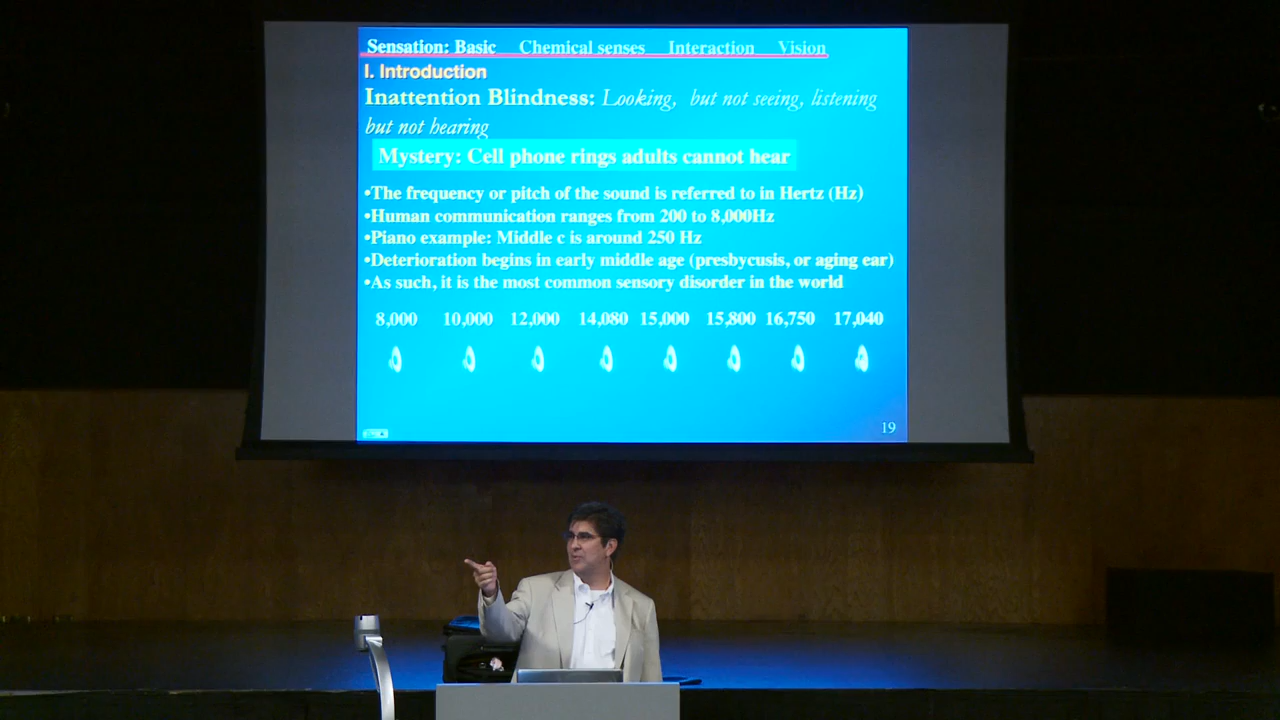 Sensation: Basic Chemical senses Interaction Vision
I. Introduction
Inattention Blindness: Looking, but not seeing, listening
but not hearing
Mystery: Cell phone rings adults cannot hear
•The frequency or pitch of the sound is referred to in Hertz (Hz)
•Human communication ranges from 200 to 8,000Hz
•Piano example: Middle c is around 250 Hz
•Deterioration begins in early middle age (presbycusis, or aging ear)
•As such, it is the most common sensory disorder in the world
8,000 10,000 12,000 14,080 15,000 15,800 16,750 17,040
19